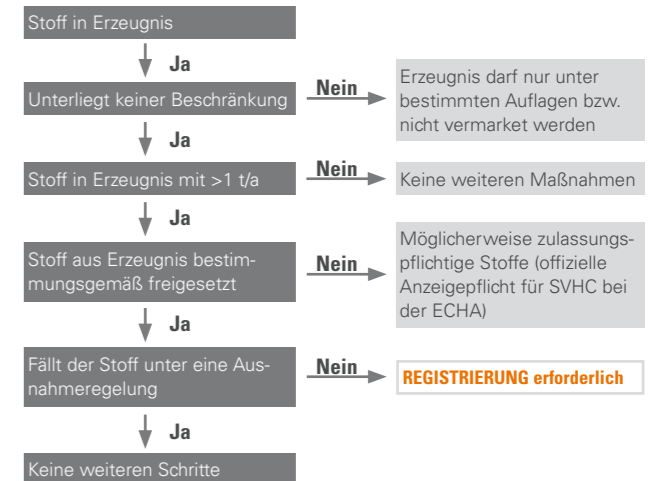 Stoff in Erzeugnis
Ja
Unterliegt keiner Beschränkung
Nein
Erzeugnis darf nur unter
bestimmten Auflagen bzw.
nicht vermarket werden
Ja
Stoff in Erzeugnis mit >1 t/a
Nein
Keine weiteren Maßnahmen
Ja
Stoff aus Erzeugnis bestim-
mungsgemäß freigesetzt
Nein
Möglicherweise zulassungs-
pflichtige Stoffe (offizielle
Anzeigepflicht für SVHC bei
der ECHA)
Ja
Fällt der Stoff unter eine Aus-
nahmeregelung
Nein
REGISTRIERUNG erforderlich
Ja
Keine weiteren Schritte